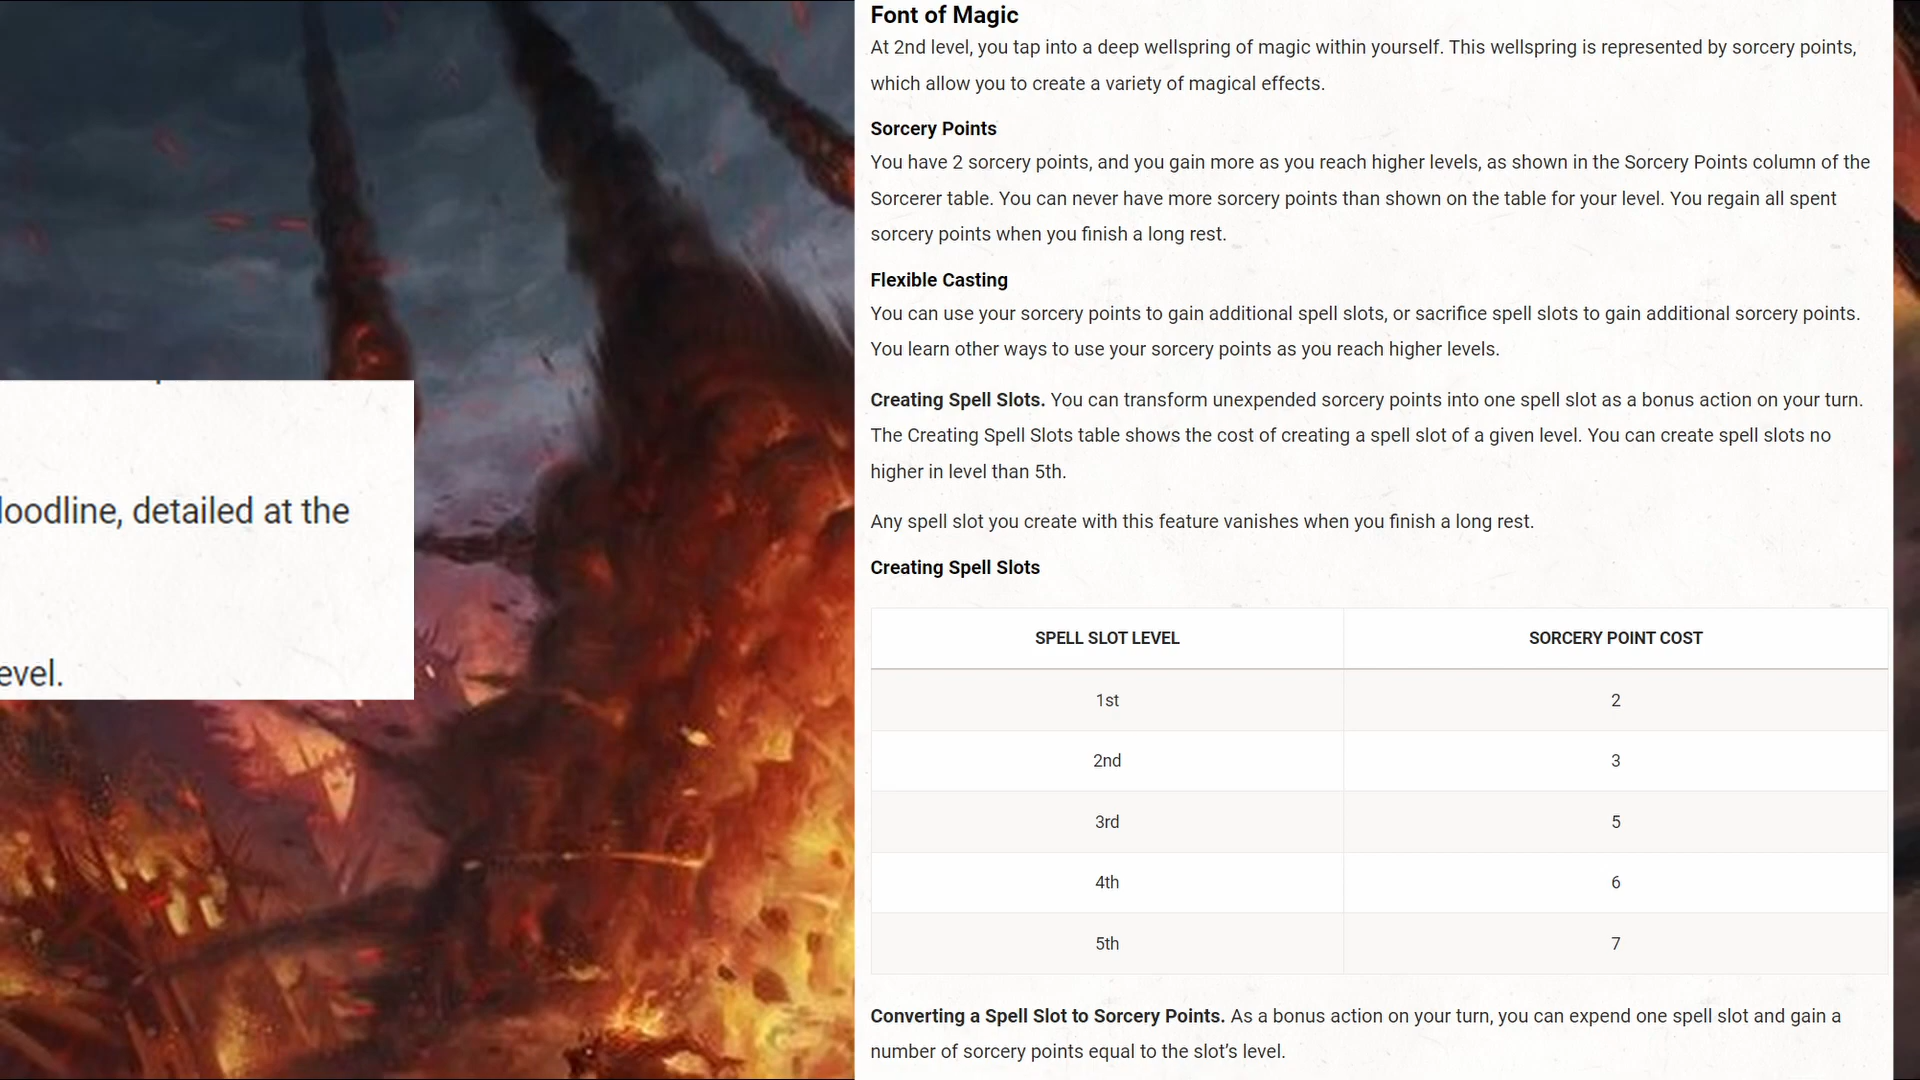 loodline, detailed at the
evel.
Font of Magic
At 2nd level, you tap into a deep wellspring of magic within yourself. This wellspring is represented by sorcery points,
which allow you to create a variety of magical effects.
Sorcery Points
You have 2 sorcery points, and you gain more as you reach higher levels, as shown in the Sorcery Points column of the
Sorcerer table. You can never have more sorcery points than shown on the table for your level. You regain all spent
sorcery points when you finish a long rest.
Flexible Casting
You can use your sorcery points to gain additional spell slots, or sacrifice spell slots to gain additional sorcery points.
You learn other ways to use your sorcery points as you reach higher levels.
Creating Spell Slots. You can transform unexpended sorcery points into one spell slot as a bonus action on your turn.
The Creating Spell Slots table shows the cost of creating a spell slot of a given level. You can create spell slots no
higher in level than 5th.
Any spell slot you create with this feature vanishes when you finish a long rest.
Creating Spell Slots
SPELL SLOT LEVEL SORCERY POINT COST
1st 2
2nd 3
3rd 5
4th 6
5th 7
Converting a Spell Slot to Sorcery Points. As a bonus action on your turn, you can expend one spell slot and gain a
number of sorcery points equal to the slot’s level.